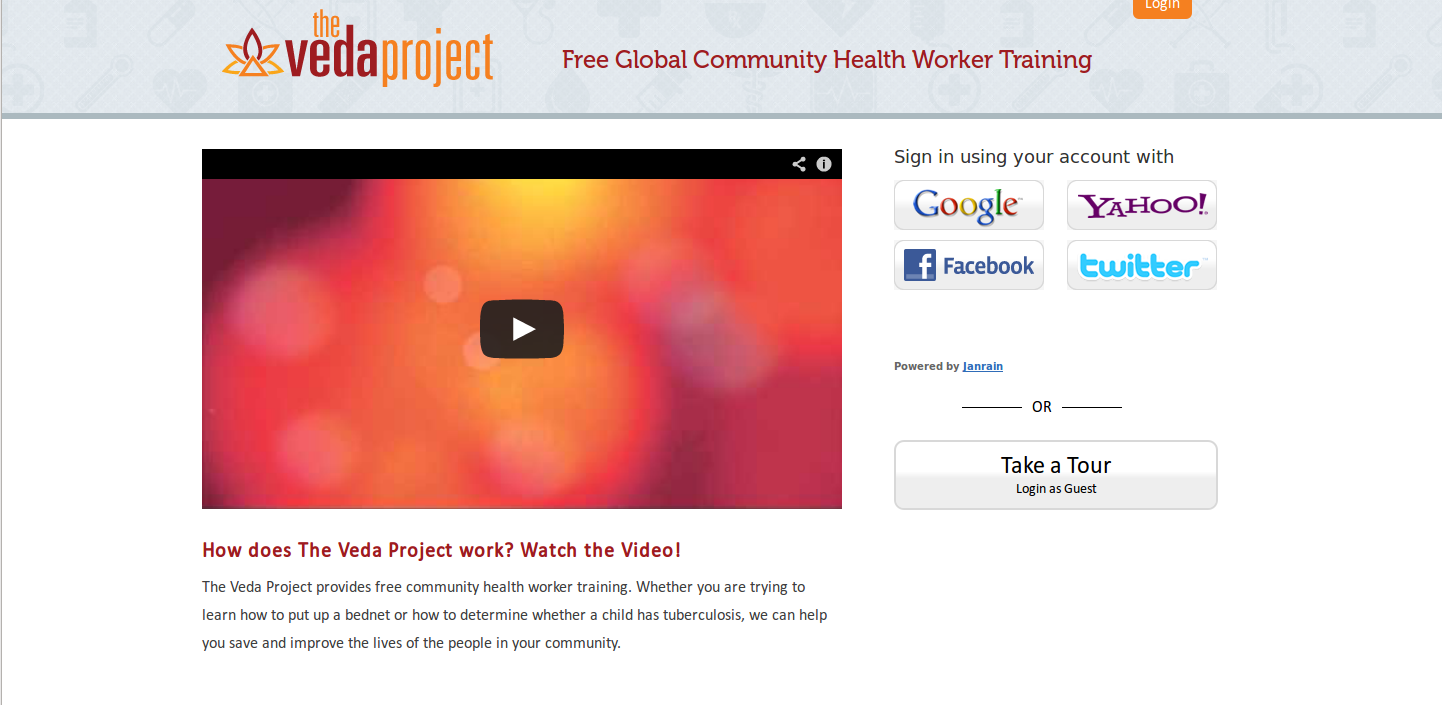 Login
the
vedaproject
Free Global Community Health Worker Training
Sign in using your account with
Google™
YAHOO!
Facebook
twitter
Powered by Janrain
OR
Take a Tour
Login as Guest
How does The Veda Project work? Watch the Video!
The Veda Project provides free community health worker training. Whether you are trying to
learn how to put up a bednet or how to determine whether a child has tuberculosis, we can help
you save and improve the lives of the people in your community.